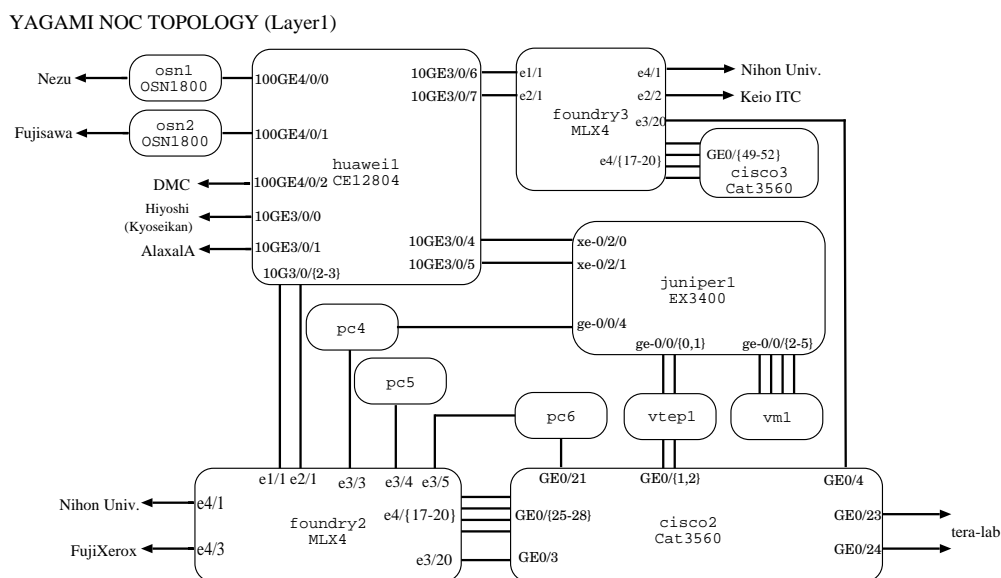 YAGAMI NOC TOPOLOGY (Layer1)
Nezu
osn1
OSN1800
100GE4/0/0
Fujisawa
osn2
OSN1800
100GE4/0/1
huawei1
CE12804
DMC
100GE4/0/2
Hiyoshi
(Kyoseikan)
10GE3/0/0
AlaxalA
10GE3/0/1
10G3/0/{2-3}
10GE3/0/6
10GE3/0/7
10GE3/0/4
10GE3/0/5
e1/1
e2/1
foundry3
MLX4
e4/1
e2/2
e3/20
e4/{17-20}
Nihon Univ.
Keio ITC
GE0/{49-52}
cisco3
Cat3560
xe-0/2/0
xe-0/2/1
juniper1
EX3400
ge-0/0/4
ge-0/0/{0,1}
ge-0/0/{2-5}
pc4
pc5
pc6
vtep1
vm1
e1/1
e2/1
e3/3
e3/4
e3/5
Nihon Univ.
e4/1
foundry2
MLX4
e4/{17-20}
FujiXerox
e4/3
e3/20
GE0/21
GE0/{1,2}
GE0/4
GE0/{25-28}
cisco2
Cat3560
GE0/3
GE0/23
GE0/24
tera-lab